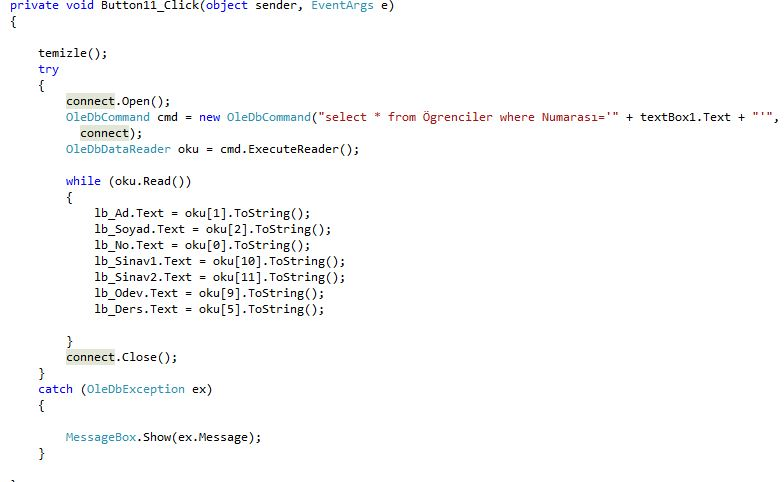 private void Button11_Click(object sender, EventArgs e)
{
temizle();
try
{
connect.Open();
OleDbCommand cmd = new OleDbCommand("select * from Ögrenciler where Numarası='" + textBox1.Text + "'",
connect);
OleDbDataReader oku = cmd.ExecuteReader();
while (oku.Read())
{
lb_Ad.Text = oku[1].ToString();
lb_Soyad.Text = oku[2].ToString();
lb_No.Text = oku[0].ToString();
lb_Sinav1.Text = oku[10].ToString();
lb_Sinav2.Text = oku[11].ToString();
lb_Odev.Text = oku[9].ToString();
lb_Ders.Text = oku[5].ToString();
}
connect.Close();
}
catch (OleDbException ex)
{
MessageBox.Show(ex.Message);
}